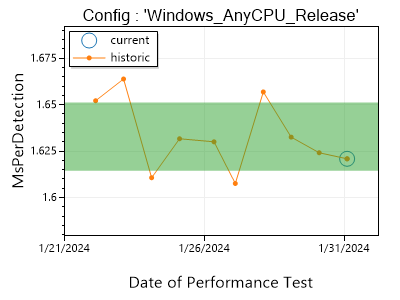 Config : 'Windows_AnyCPU_Release'
current
historic
MsPerDetection
1.675
1.65
1.625
1.6
1/21/2024
1/26/2024
1/31/2024
Date of Performance Test